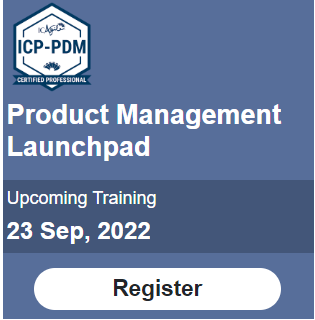 ICAgile
ICP-PDM
CERTIFIED PROFESSIONAL
Product Management
Launchpad
Upcoming Training
23 Sep, 2022
Register